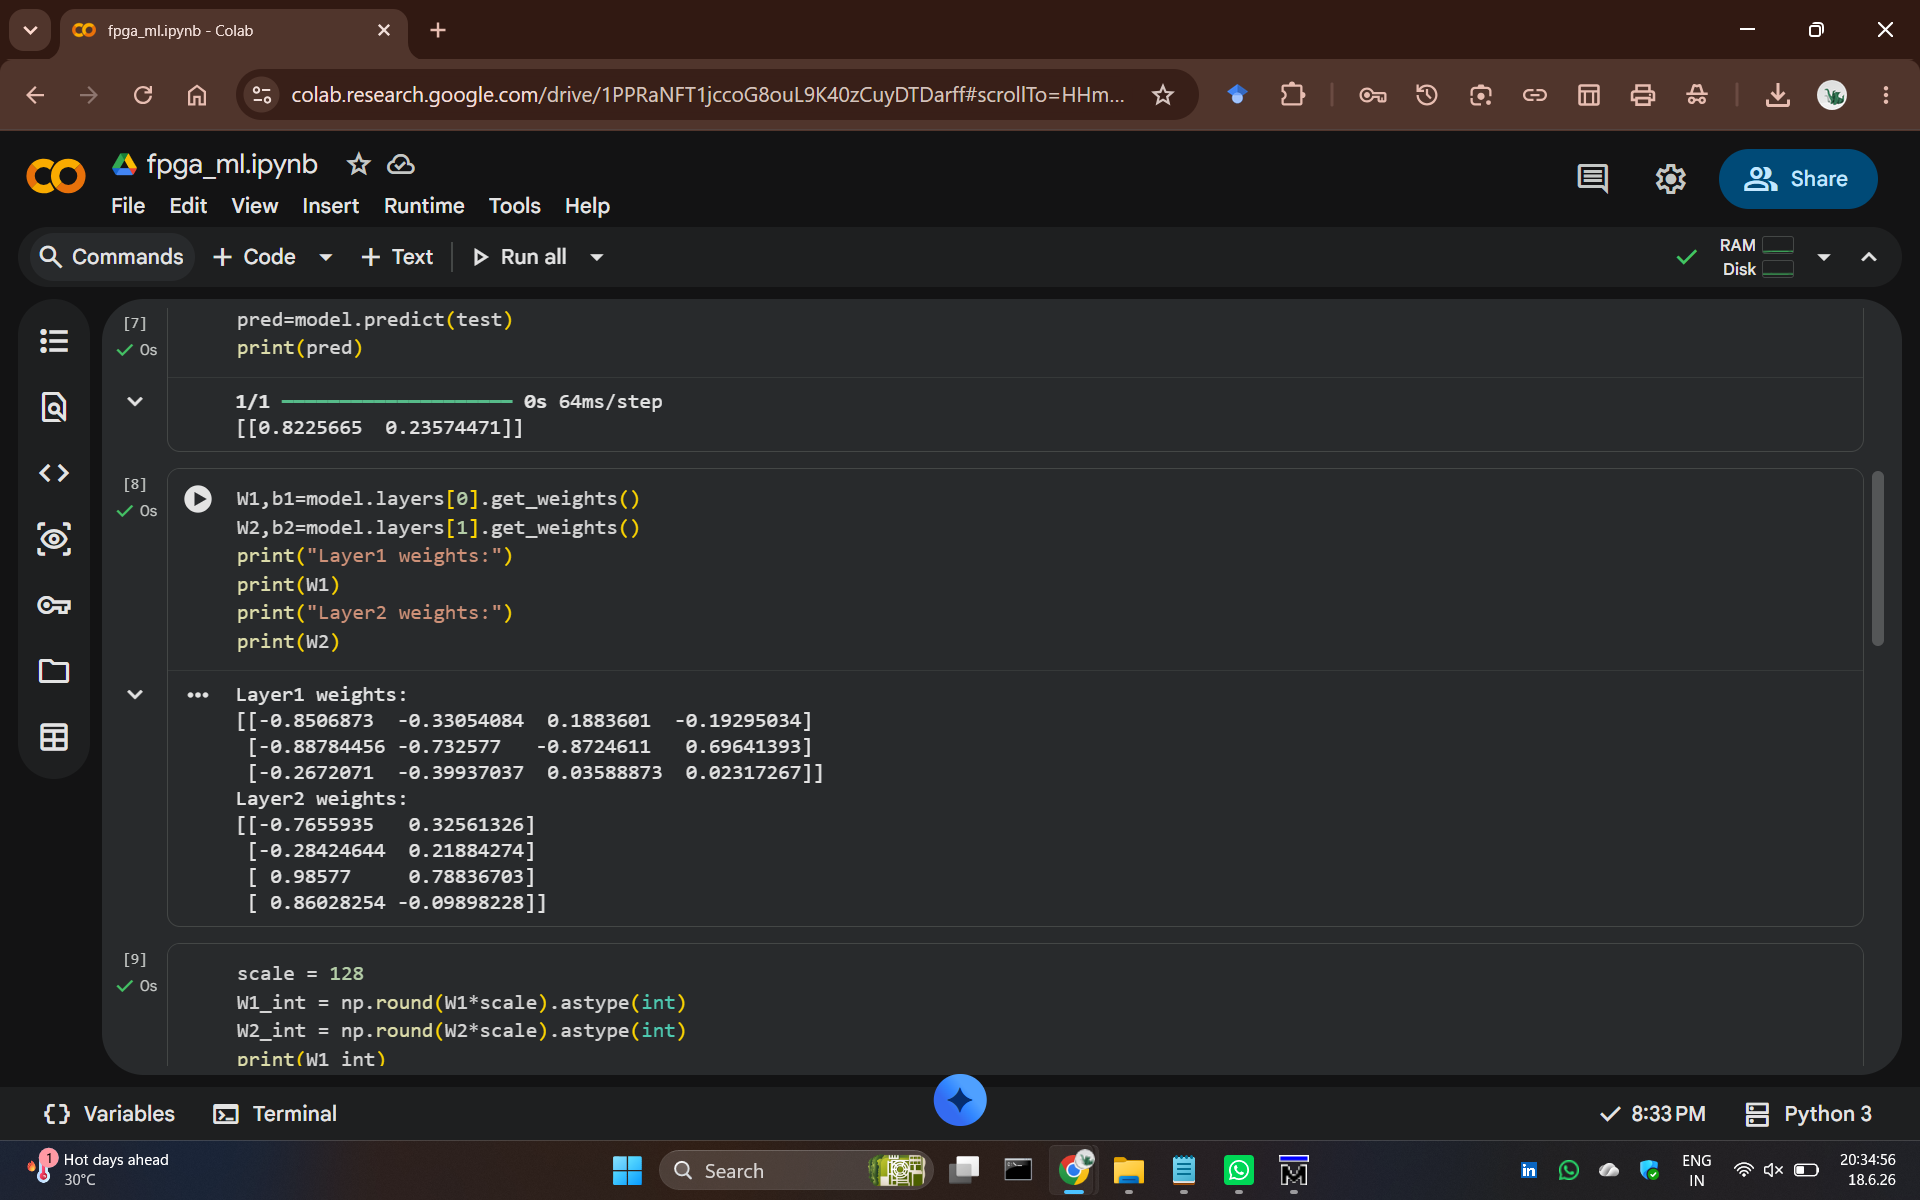 fpga_ml.ipynb - Colab
colab.research.google.com/drive/1PPRaNFT1jccoG8ouL9K40zCuyDTDarff#scrollTo=HHm...
fpga_ml.ipynb
File Edit View Insert Runtime Tools Help
Share
Commands + Code + Text Run all
RAM
Disk
[7]
0s
pred=model.predict(test)
print(pred)
1/1 0s 64ms/step
[[0.8225665 0.23574471]]
[8]
0s
W1,b1=model.layers[0].get_weights()
W2,b2=model.layers[1].get_weights()
print("Layer1 weights:")
print(W1)
print("Layer2 weights:")
print(W2)
Layer1 weights:
[[-0.8506873 -0.33054084 0.1883601 -0.19295034]
[-0.88784456 -0.732577 -0.8724611 0.69641393]
[-0.2672071 -0.39937037 0.03588873 0.02317267]]
Layer2 weights:
[[-0.7655935 0.32561326]
[-0.28424644 0.21884274]
[ 0.98577 0.78836703]
[ 0.86028254 -0.09898228]]
[9]
0s
scale = 128
W1_int = np.round(W1*scale).astype(int)
W2_int = np.round(W2*scale).astype(int)
print(W1_int)
{} Variables Terminal
8:33 PM Python 3
1
Hot days ahead
30°C
Search
ENG
IN
20:34:56
18.6.26